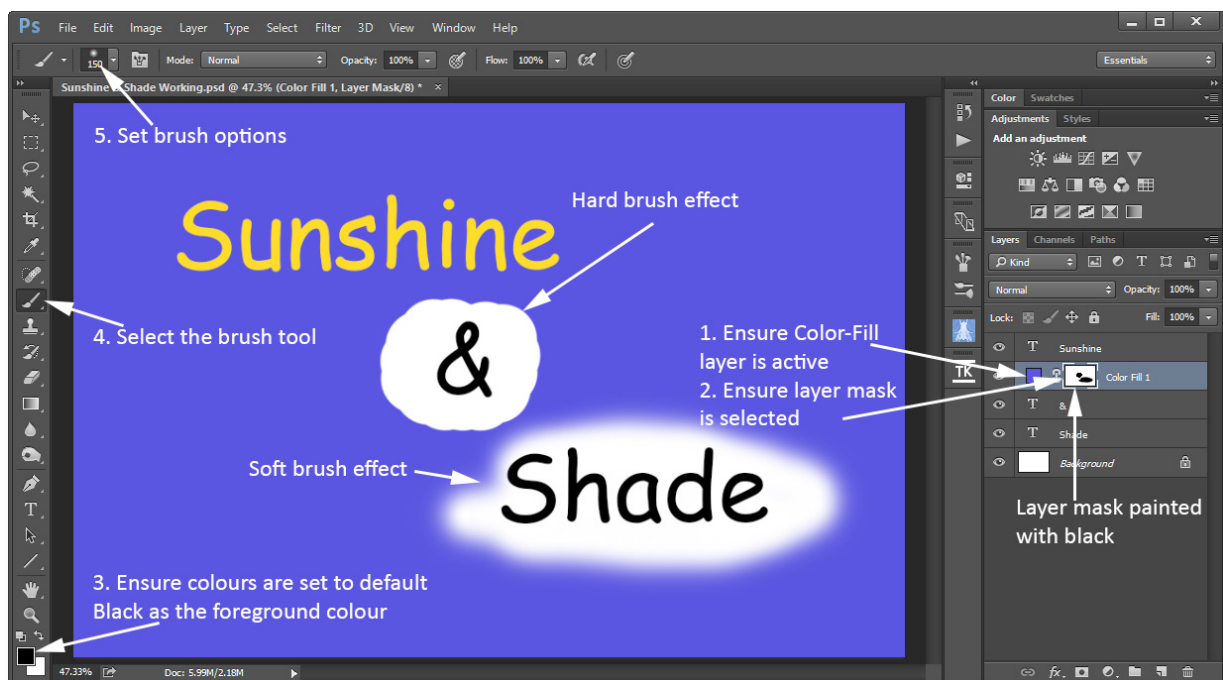 Ps File Edit Image Layer Type Select Filter 3D View Window Help
150 Mode: Normal Opacity: 100% Flow: 100% Essentials
Sunshine & Shade Working.psd @ 47.3% (Color Fill 1, Layer Mask/8) * ×
5. Set brush options
Sunshine
Hard brush effect
&
4. Select the brush tool
1. Ensure Color-Fill
layer is active
2. Ensure layer mask
is selected
Soft brush effect
Shade
3. Ensure colours are set to default
Black as the foreground colour
47.33% Doc: 5.99M/2.18M
Color Swatches
Adjustments Styles
Add an adjustment
Layers Channels Paths
Kind
Normal Opacity: 100%
Lock: Fill: 100%
T Sunshine
TK
Color Fill 1
T &
T Shade
Background
Layer mask painted
with black
fx